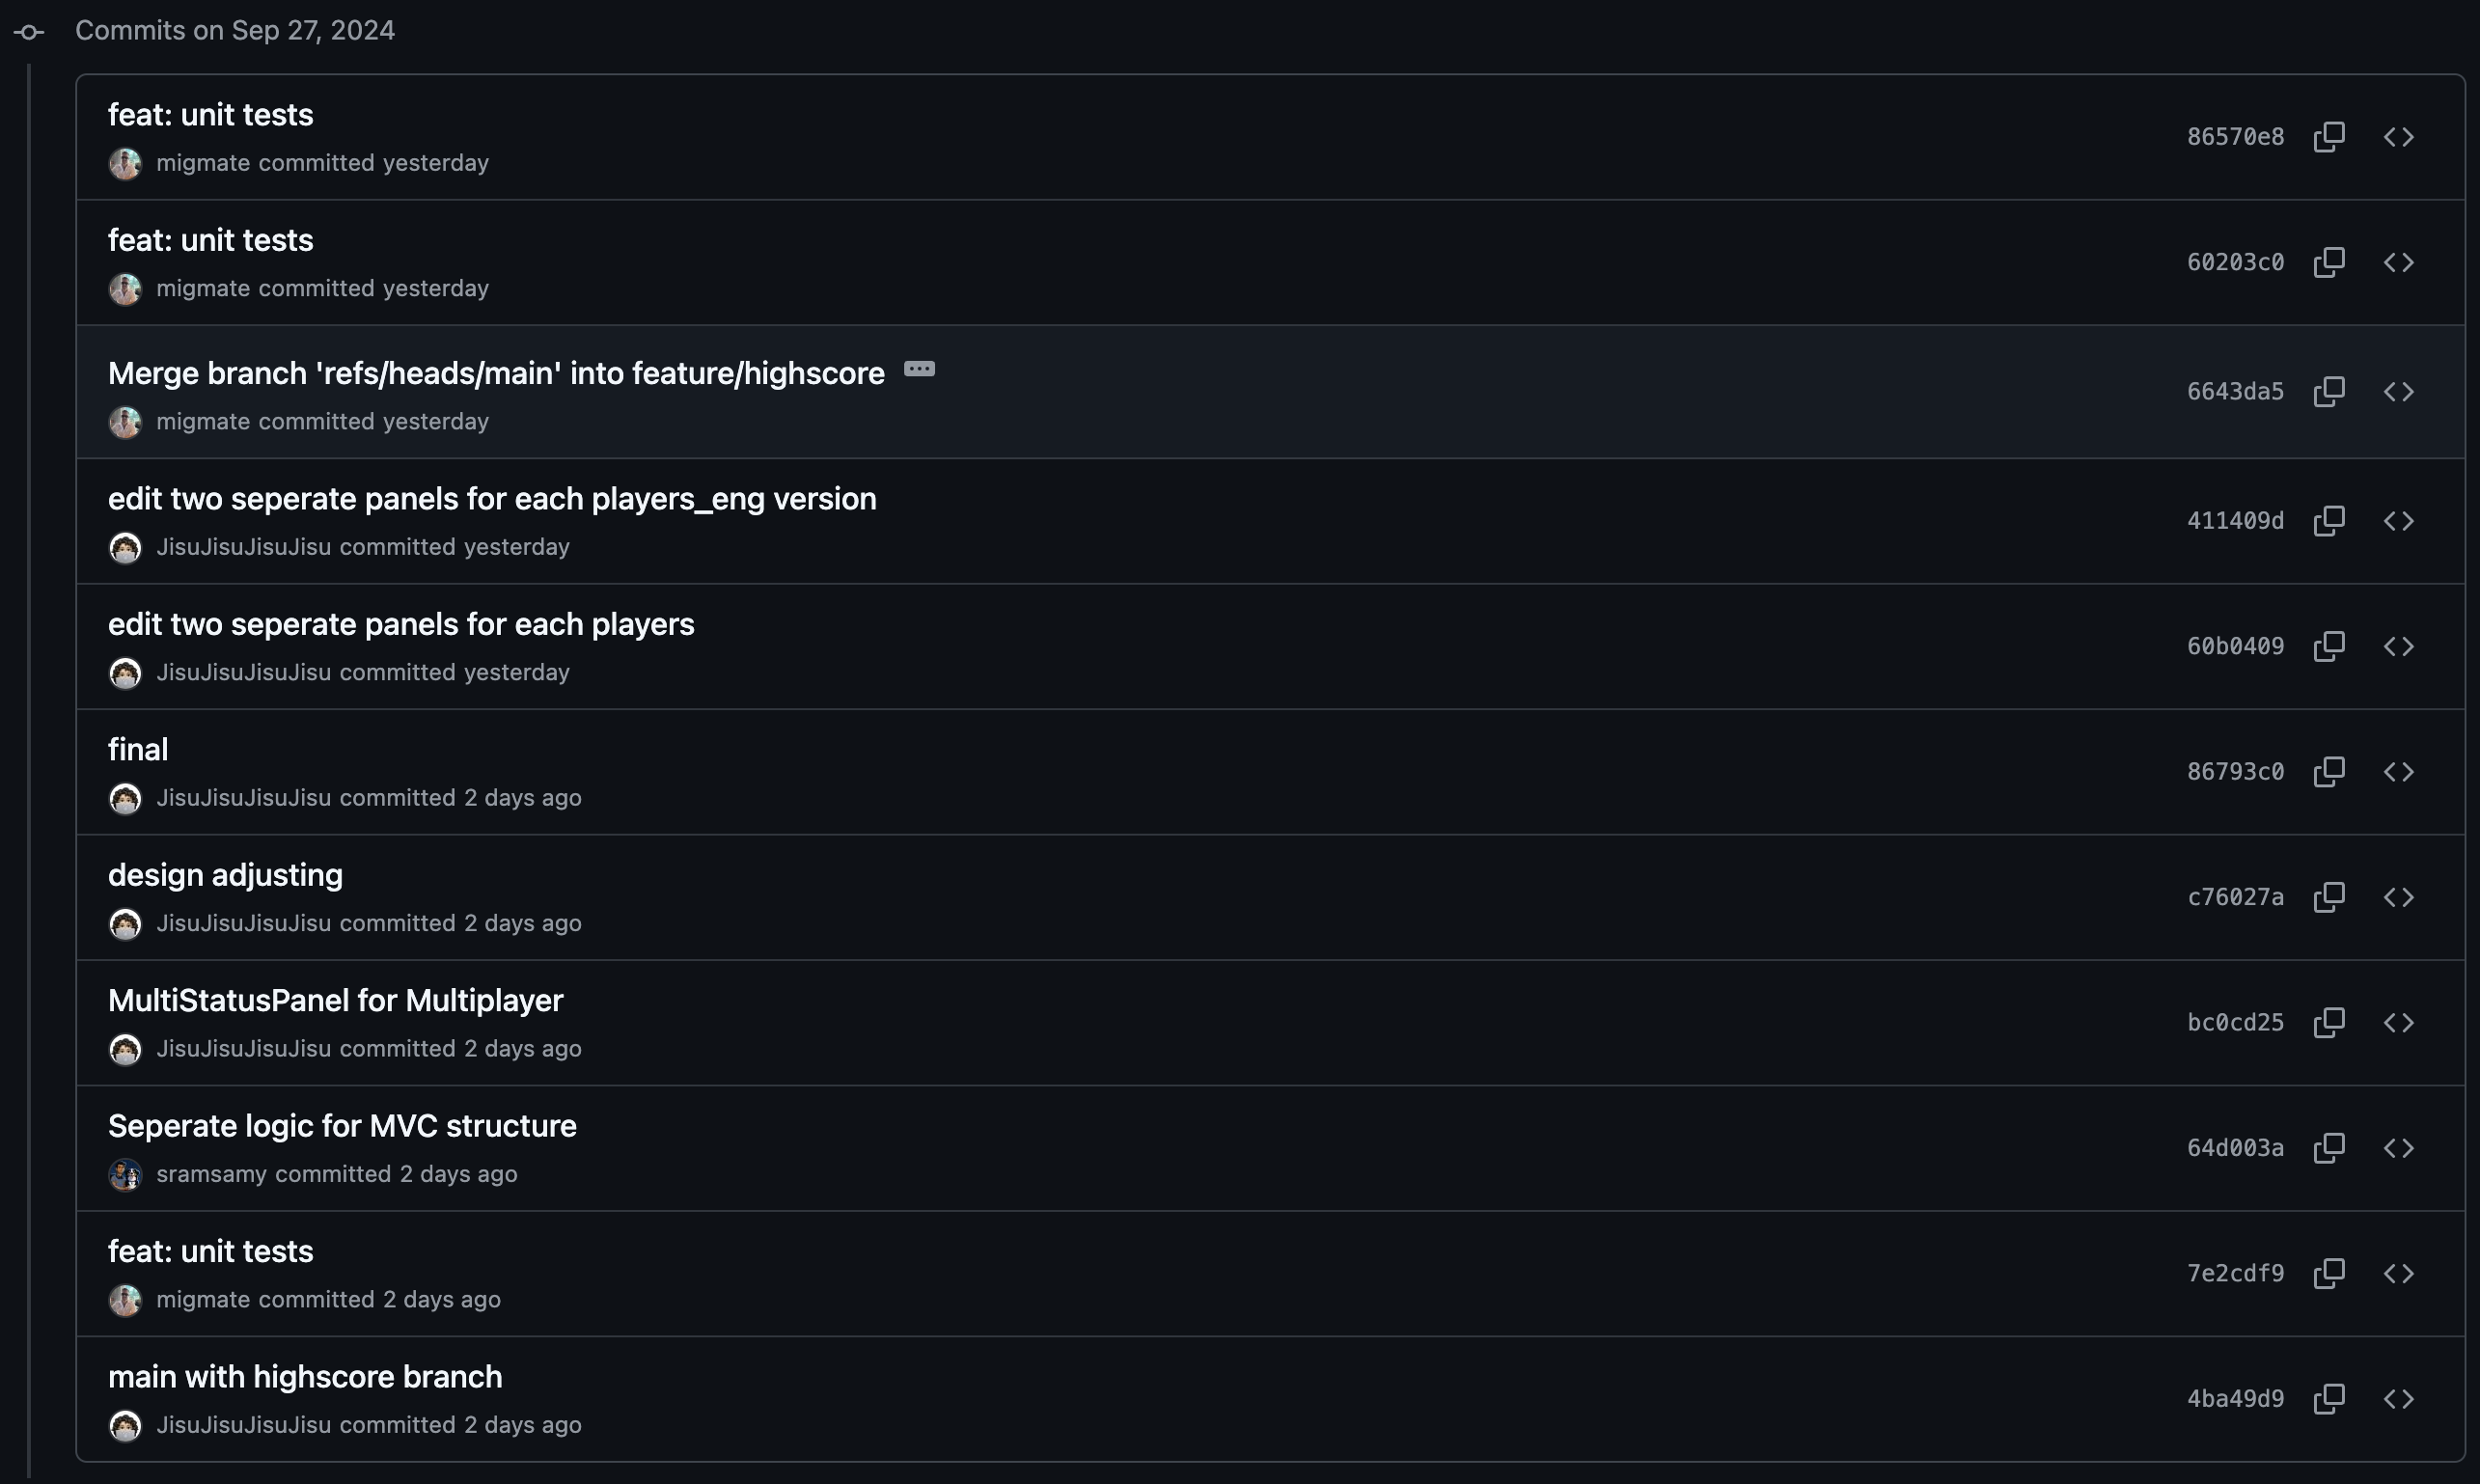 Commits on Sep 27, 2024
feat: unit tests
migmate committed yesterday
86570e8
feat: unit tests
migmate committed yesterday
60203c0
Merge branch 'refs/heads/main' into feature/highscore
migmate committed yesterday
6643da5
edit two seperate panels for each players_eng version
JisuJisuJisuJisu committed yesterday
411409d
edit two seperate panels for each players
JisuJisuJisuJisu committed yesterday
60b0409
final
JisuJisuJisuJisu committed 2 days ago
86793c0
design adjusting
JisuJisuJisuJisu committed 2 days ago
c76027a
MultiStatusPanel for Multiplayer
JisuJisuJisuJisu committed 2 days ago
bc0cd25
Seperate logic for MVC structure
sramsamy committed 2 days ago
64d003a
feat: unit tests
migmate committed 2 days ago
7e2cdf9
main with highscore branch
JisuJisuJisuJisu committed 2 days ago
4ba49d9